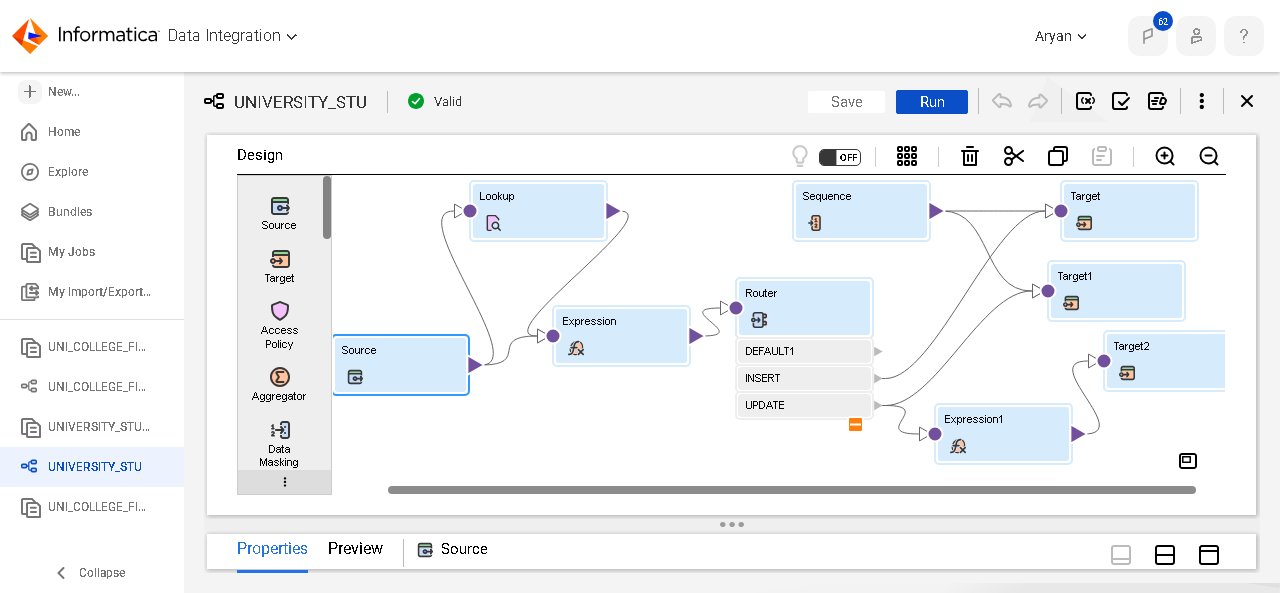 Informatica Data Integration
Aryan
62
?
New...
Home
Explore
Bundles
My Jobs
My Import/Export...
UNI_COLLEGE_FI...
UNI_COLLEGE_FI...
UNIVERSITY_STU...
UNIVERSITY_STU
UNI_COLLEGE_FI...
Collapse
UNIVERSITY_STU
Valid
Save
Run
Design
OFF
Source
Target
Access
Policy
Aggregator
Data
Masking
Lookup
Sequence
Target
Target1
Router
DEFAULT1
INSERT
UPDATE
Expression
Source
Target2
Expression1
Properties
Preview
Source